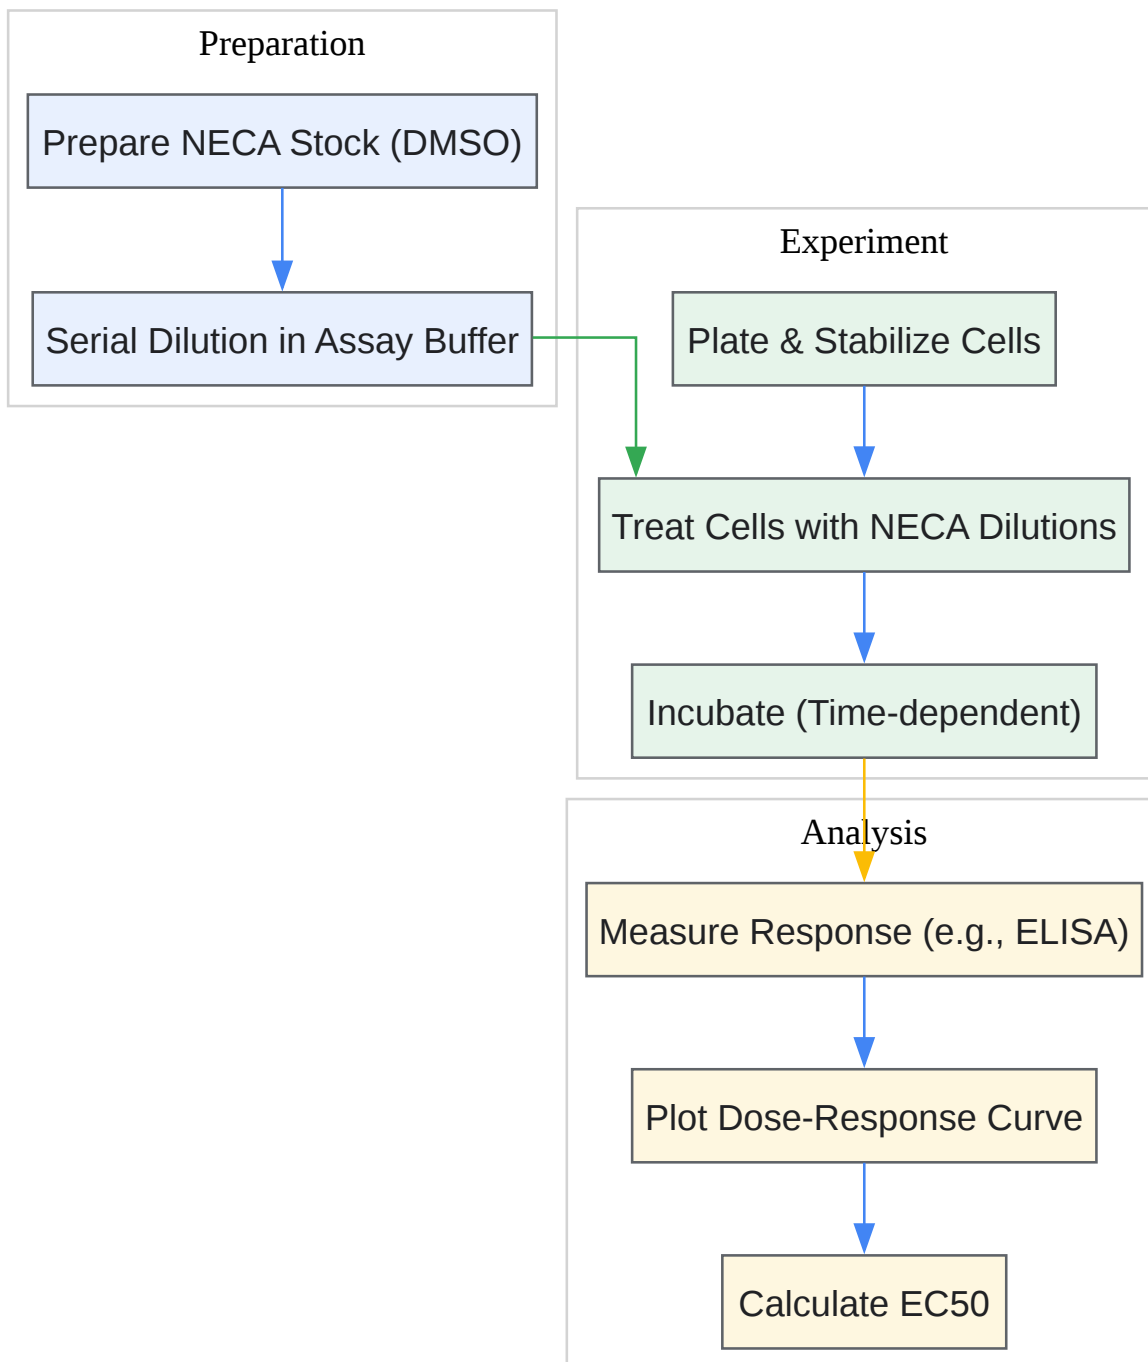 Preparation
Prepare NECA Stock (DMSO)
Serial Dilution in Assay Buffer
Experiment
Plate & Stabilize Cells
Treat Cells with NECA Dilutions
Incubate (Time-dependent)
Analysis
Measure Response (e.g., ELISA)
Plot Dose-Response Curve
Calculate EC50